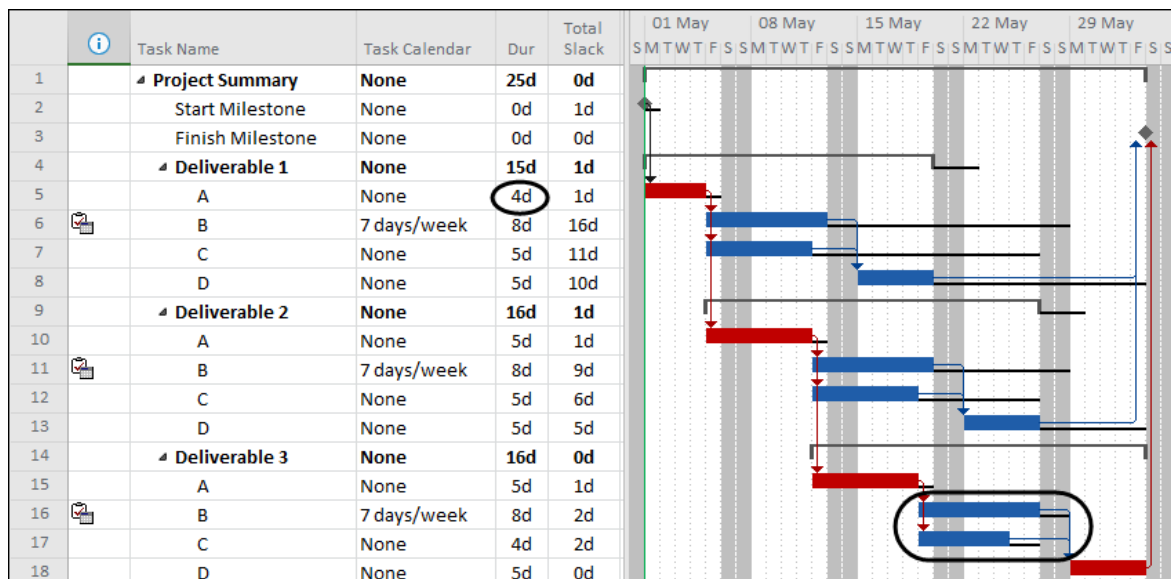 Task Name Task Calendar Dur Total Slack 01 May 08 May 15 May 22 May 29 May
S M T W T F S S M T W T F S S M T W T F S S M T W T F S S M T W T F S S
1 Project Summary None 25d 0d
2 Start Milestone None 0d 1d
3 Finish Milestone None 0d 0d
4 Deliverable 1 None 15d 1d
5 A None 4d 1d
6 B 7 days/week 8d 16d
7 C None 5d 11d
8 D None 5d 10d
9 Deliverable 2 None 16d 1d
10 A None 5d 1d
11 B 7 days/week 8d 9d
12 C None 5d 6d
13 D None 5d 5d
14 Deliverable 3 None 16d 0d
15 A None 5d 1d
16 B 7 days/week 8d 2d
17 C None 4d 2d
18 D None 5d 0d